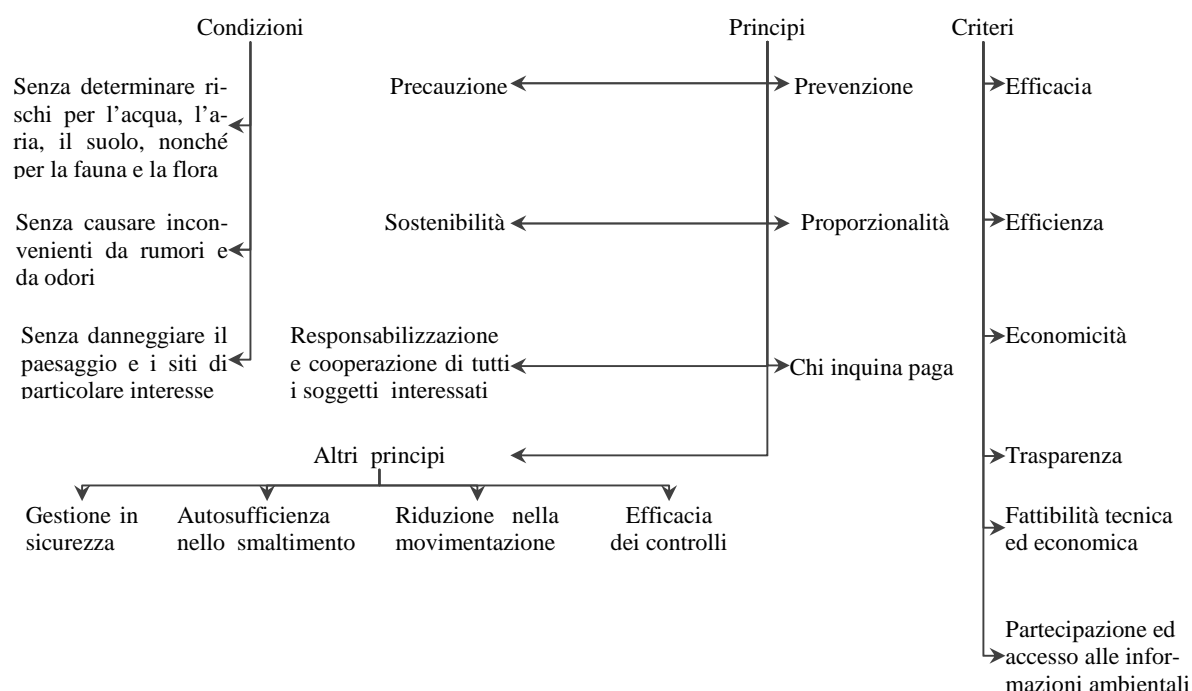 Condizioni
Senza determinare ri-
schi per l'acqua, l'a-
ria, il suolo, nonché
per la fauna e la flora
Senza causare incon-
venienti da rumori e
da odori
Senza danneggiare il
paesaggio e i siti di
particolare interesse
Principi
Precauzione
Prevenzione
Sostenibilità
Proporzionalità
Responsabilizzazione
e cooperazione di tutti
i soggetti interessati
Chi inquina paga
Altri principi
Gestione in
sicurezza
Autosufficienza
nello smaltimento
Riduzione nella
movimentazione
Efficacia
dei controlli
Criteri
Efficacia
Efficienza
Economicità
Trasparenza
Fattibilità tecnica
ed economica
Partecipazione ed
accesso alle infor-
mazioni ambientali